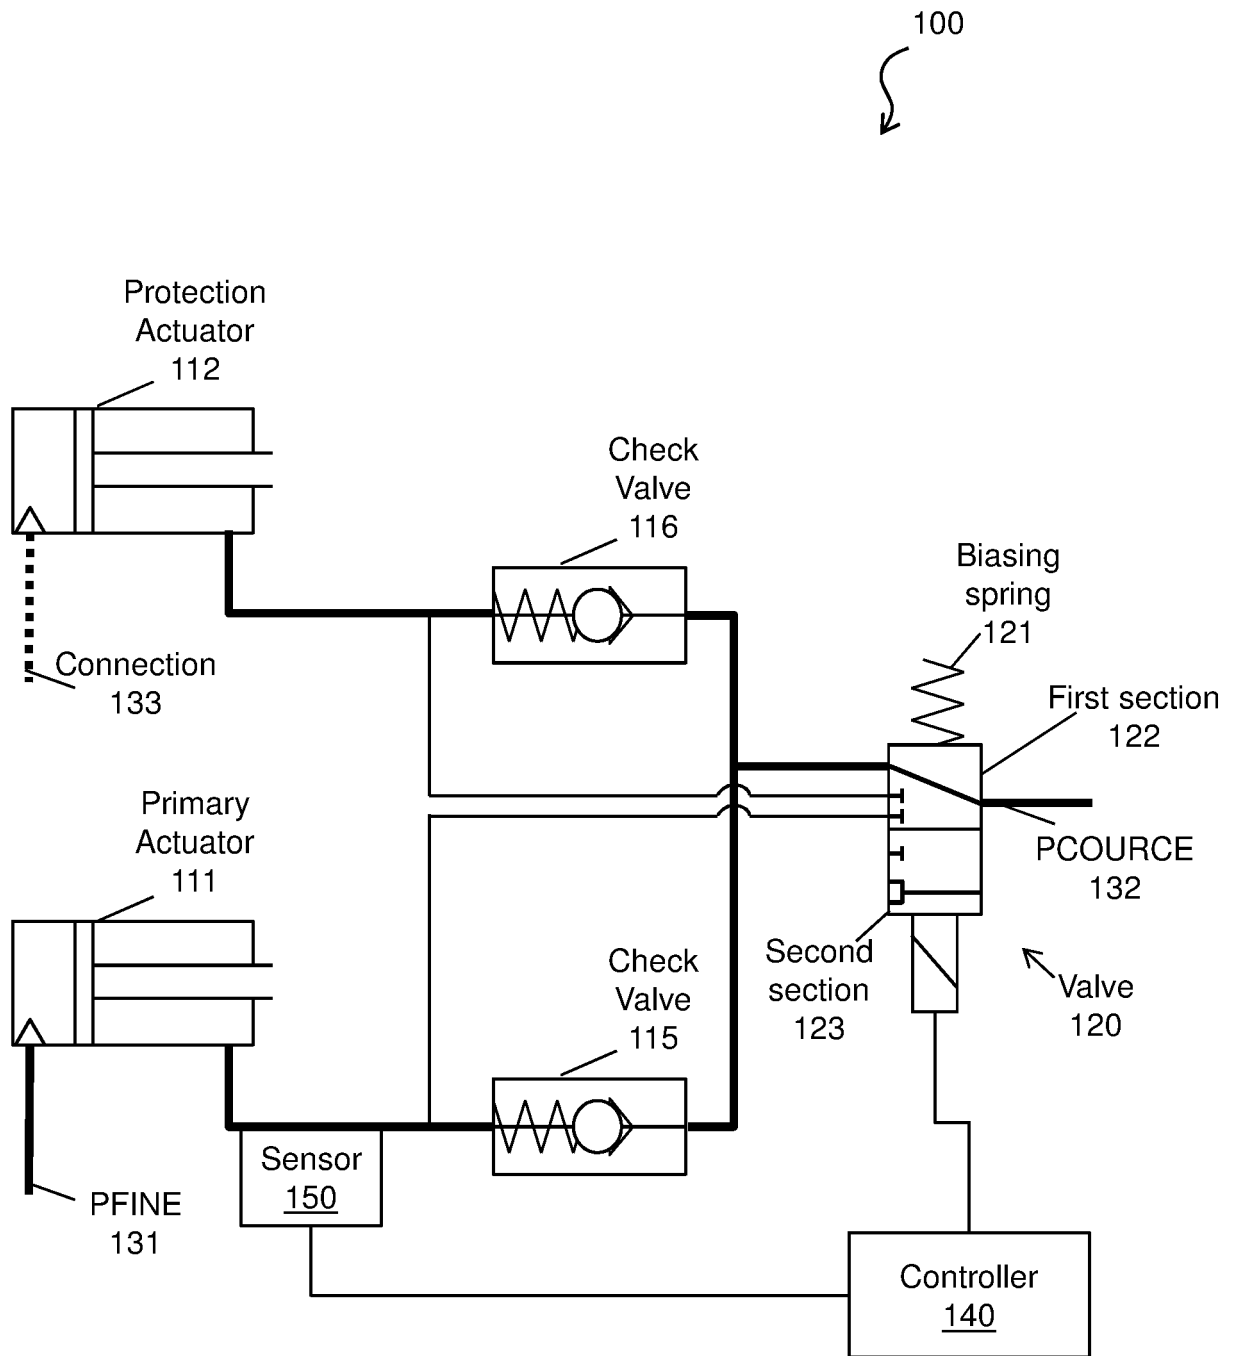 100
Protection
Actuator
112
Check
Valve
116
Biasing
spring
121
Connection
133
First section
122
Primary
Actuator
111
PCOURCE
132
Second
section
123
Check
Valve
115
Valve
120
Sensor
150
PFINE
131
Controller
140